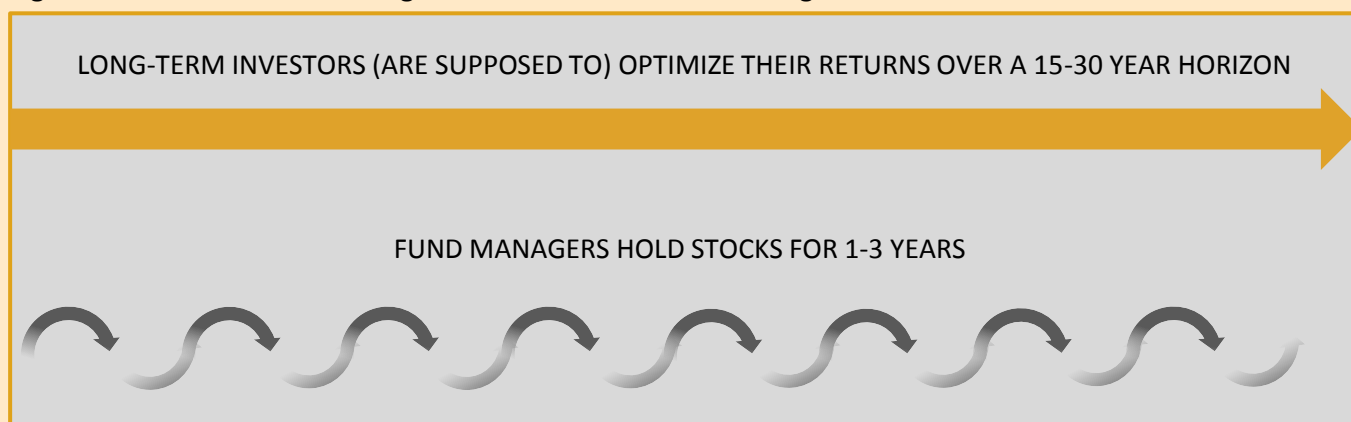 LONG-TERM INVESTORS (ARE SUPPOSED TO) OPTIMIZE THEIR RETURNS OVER A 15-30 YEAR HORIZON
FUND MANAGERS HOLD STOCKS FOR 1-3 YEARS